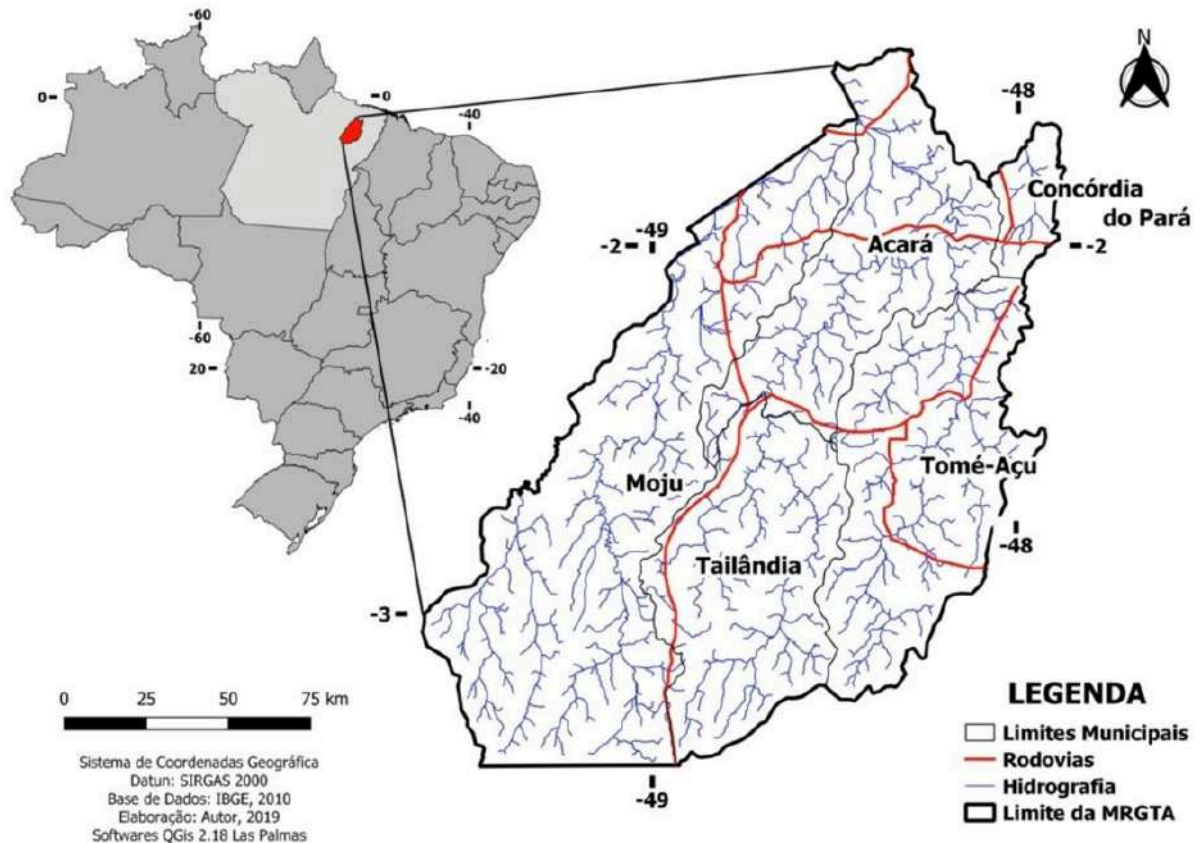 -60
0
0
-40
-60
20
-20
-40
N
-48
Concórdia
do Pará
-49
-2
Acará
-2
Moju
Tomé-Açu
-48
Tailândia
-3
-49
0 25 50 75 km
Sistema de Coordenadas Geográfica
Datun: SIRGAS 2000
Base de Dados: IBGE, 2010
Elaboração: Autor, 2019
Softwares QGis 2.18 Las Palmas
LEGENDA
Limites Municipais
Rodovias
Hidrografia
Limite da MRGTA